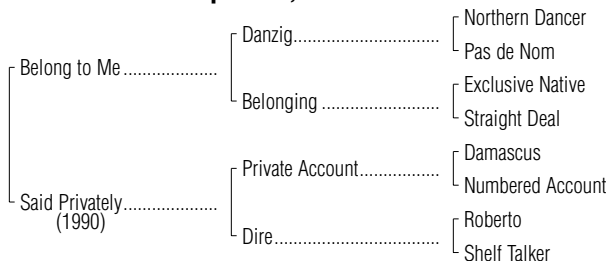 Northern Dancer
Danzig
Pas de Nom
Belong to Me
Exclusive Native
Belonging
Straight Deal
Damascus
Private Account
Numbered Account
Said Privately
(1990)
Roberto
Dire
Shelf Talker